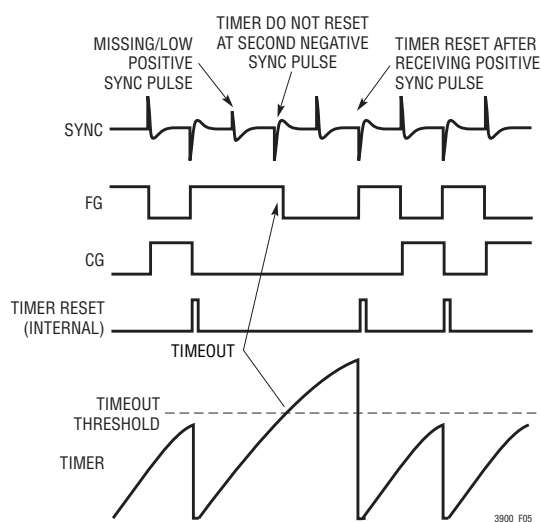 TIMER DO NOT RESET
AT SECOND NEGATIVE
SYNC PULSE
MISSING/LOW
POSITIVE
SYNC PULSE
TIMER RESET AFTER
RECEIVING POSITIVE
SYNC PULSE
SYNC
FG
CG
TIMER RESET
(INTERNAL)
TIMEOUT
TIMEOUT
THRESHOLD
TIMER
3900 F05